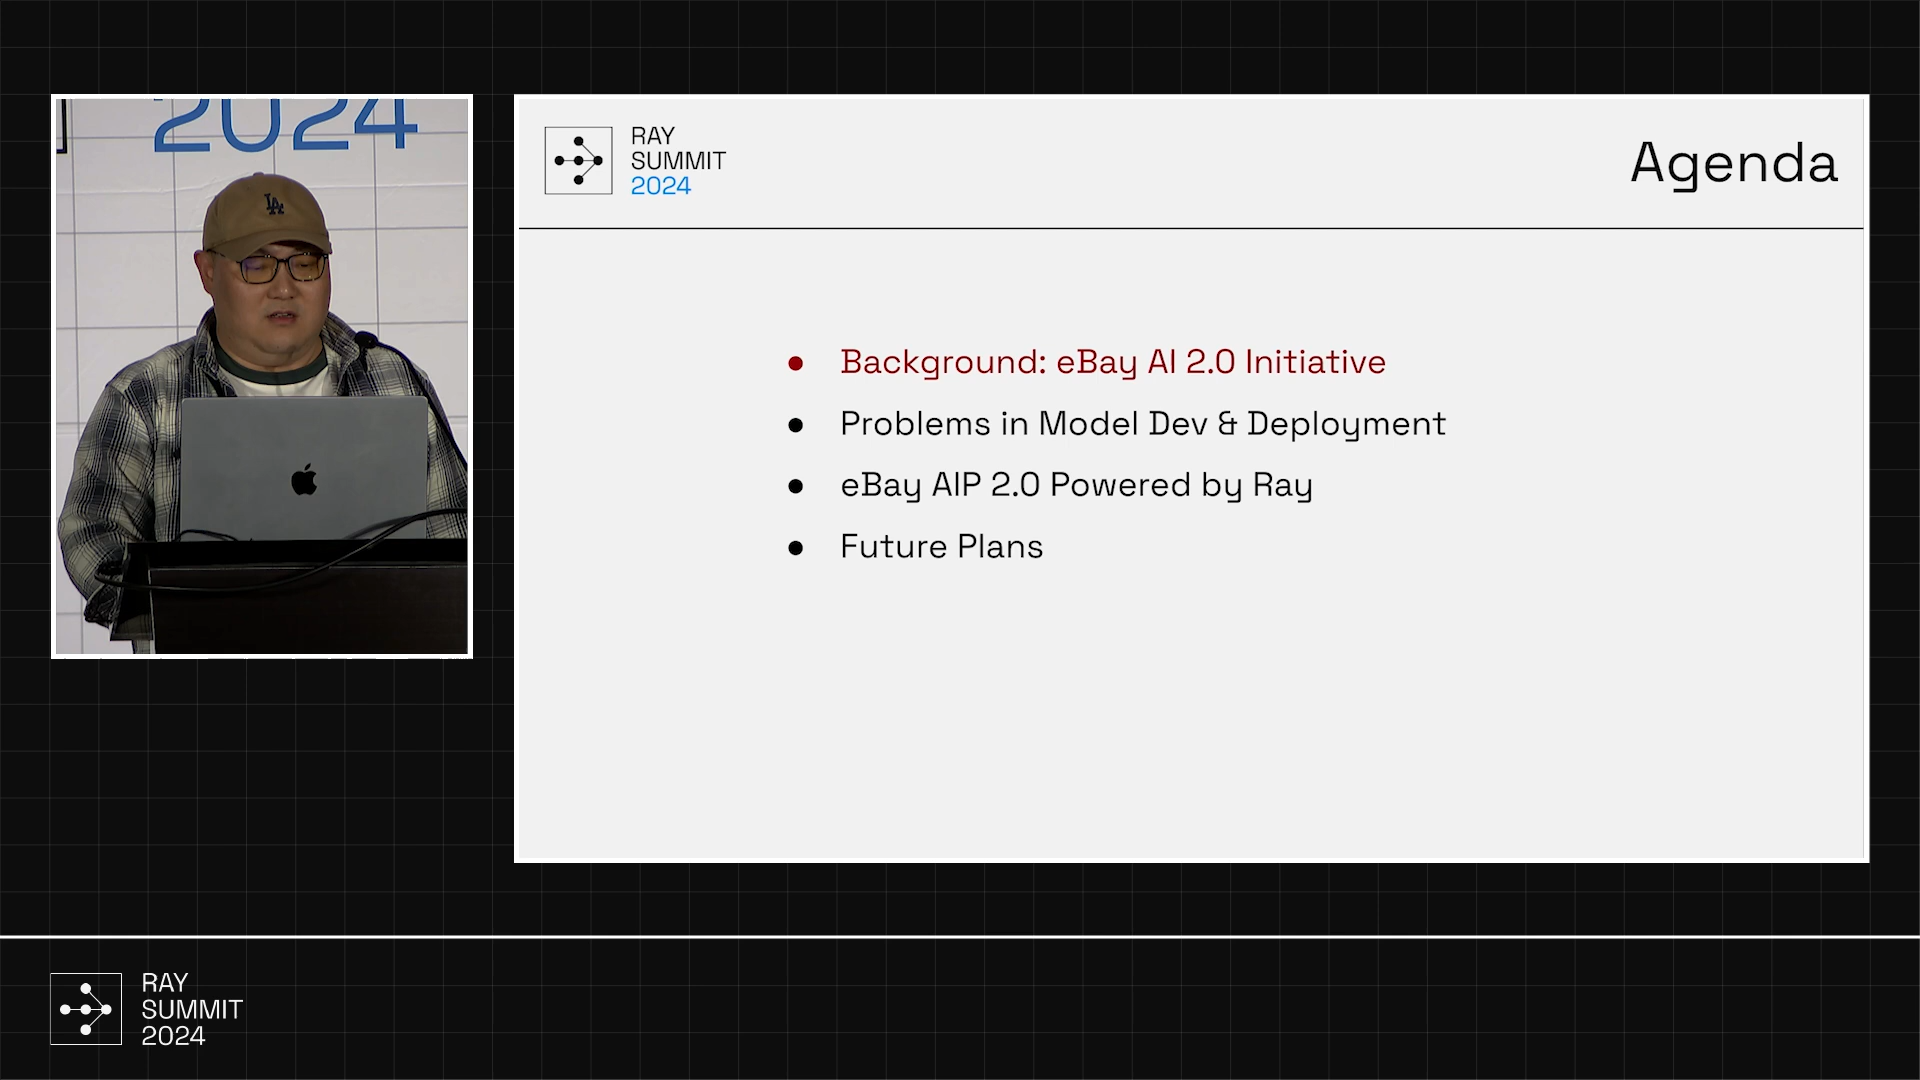 2024
LA
RAY
SUMMIT
2024
Agenda
Background: eBay AI 2.0 Initiative
Problems in Model Dev & Deployment
eBay AIP 2.0 Powered by Ray
Future Plans
RAY
SUMMIT
2024